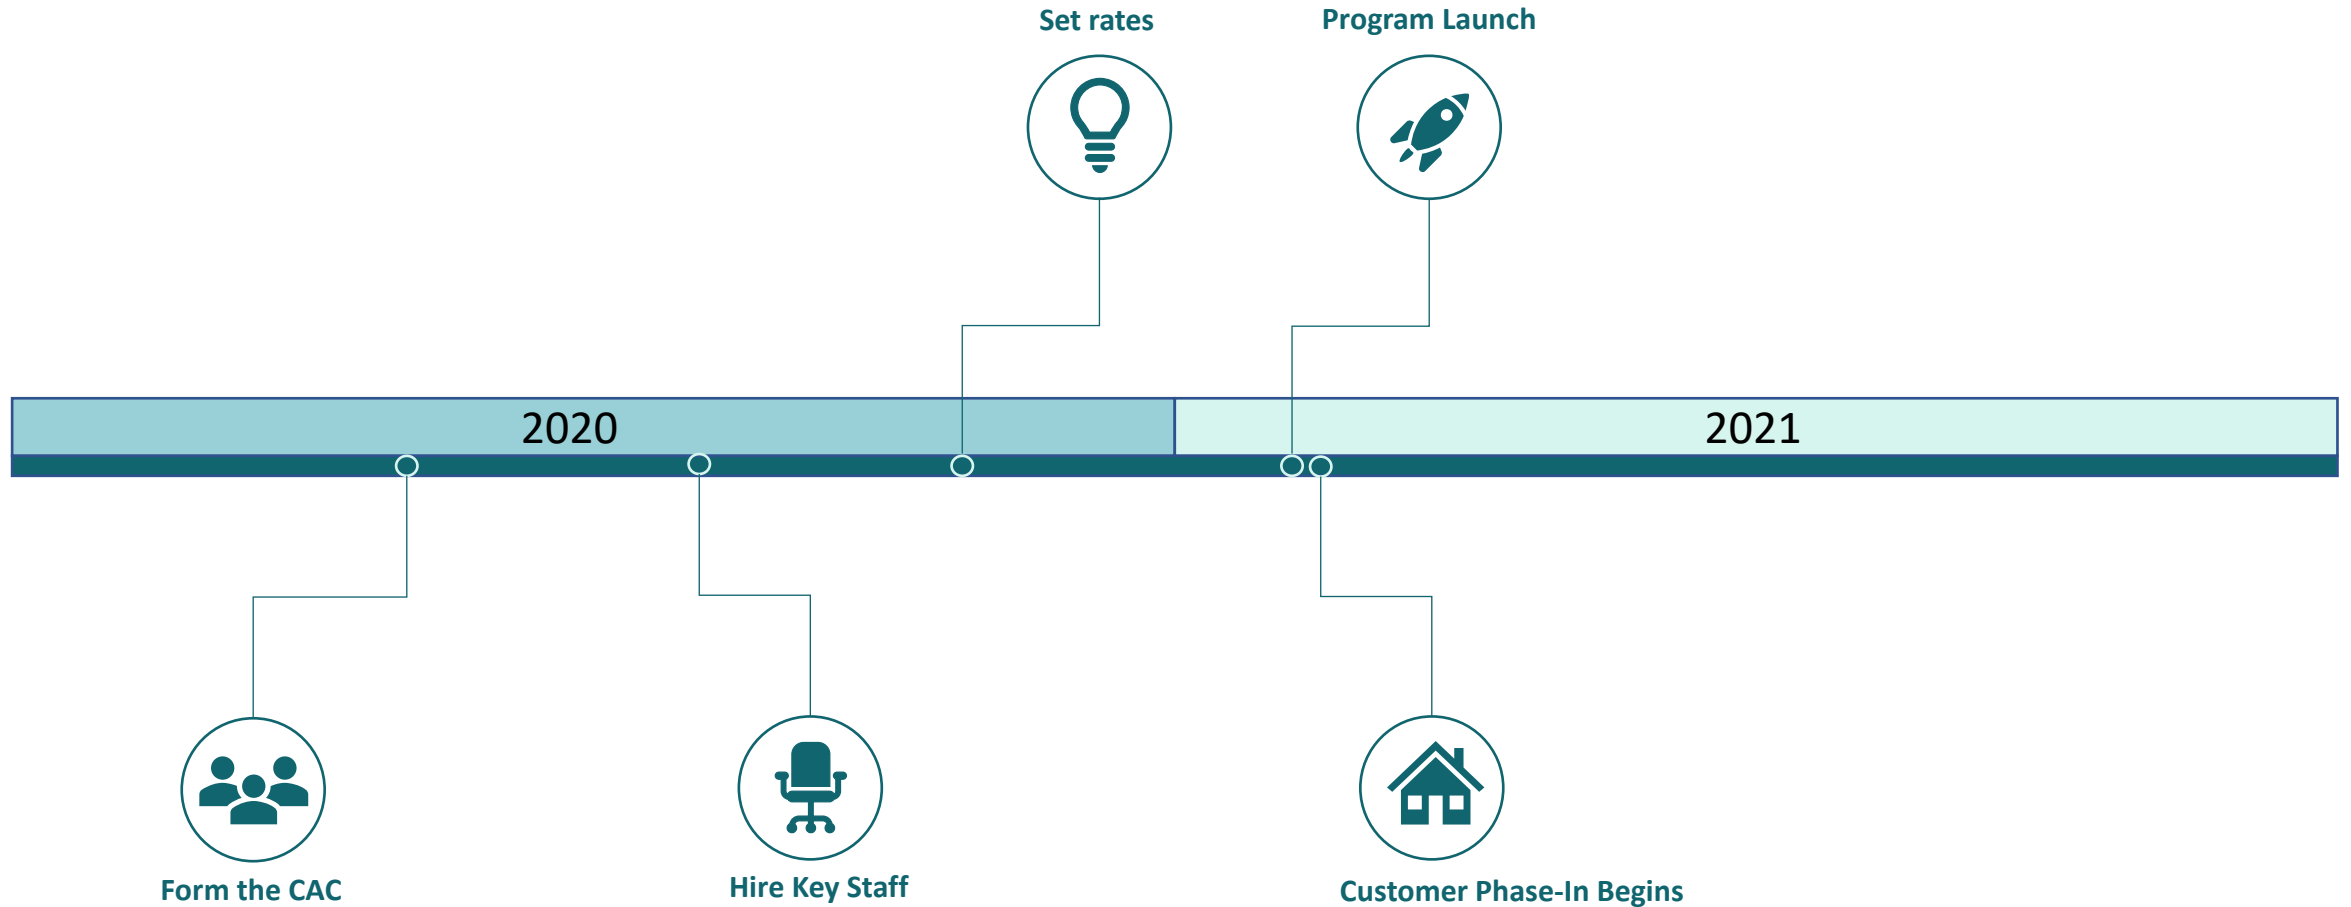 Set rates
Program Launch
2020
2021
Form the CAC
Hire Key Staff
Customer Phase-In Begins